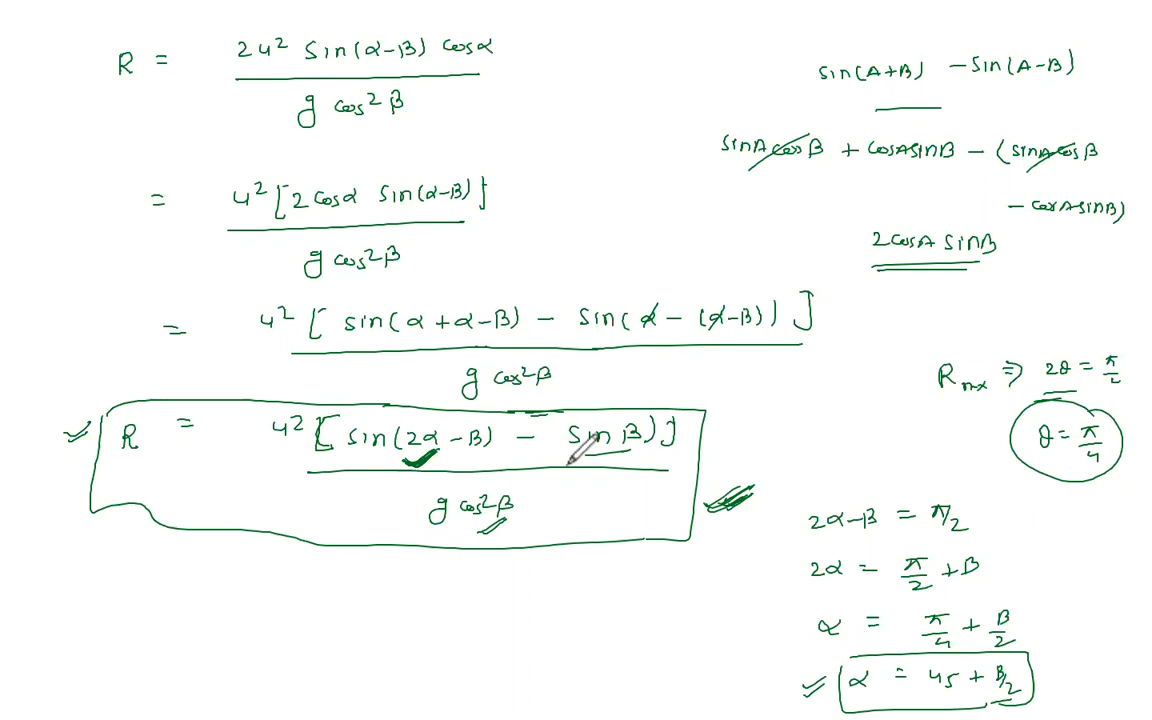 R = 2u² sin(α-β) cosα / g cos²β
= u² [2 cosα sin(α-β)] / g cos²β
= u² [ sin(α+α-β) - sin(α-(α-β)) ] / g cos²β
R = u² [ sin(2α-β) - sinβ) ] / g cos²β
sin(A+B) - sin(A-B)
sinA cosB + cosA sinB - (sinA cosB
- cosA sinB)
2cosA sinB
Rmx ⇒ 2θ = π/2
θ = π/4
2α-β = π/2
2α = π/2 + β
α = π/4 + β/2
α = 45 + β/2